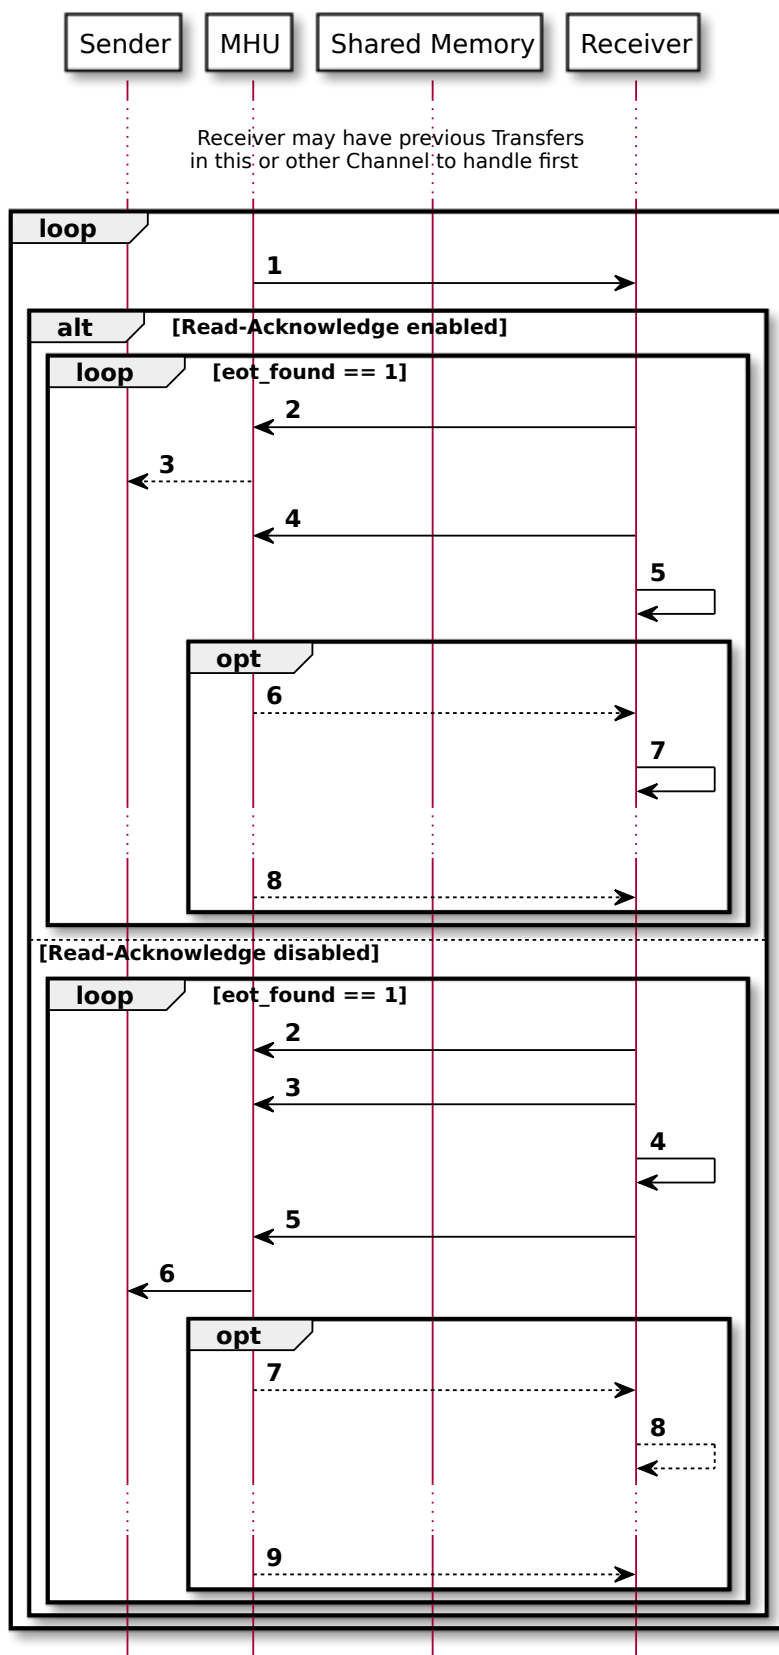 Sender MHU Shared Memory Receiver
Receiver may have previous Transfers
in this or other Channel to handle first
loop
1
alt [Read-Acknowledge enabled]
loop [eot_found == 1]
2
3
4
5
opt
6
7
8
[Read-Acknowledge disabled]
loop [eot_found == 1]
2
3
4
5
6
opt
7
8
9